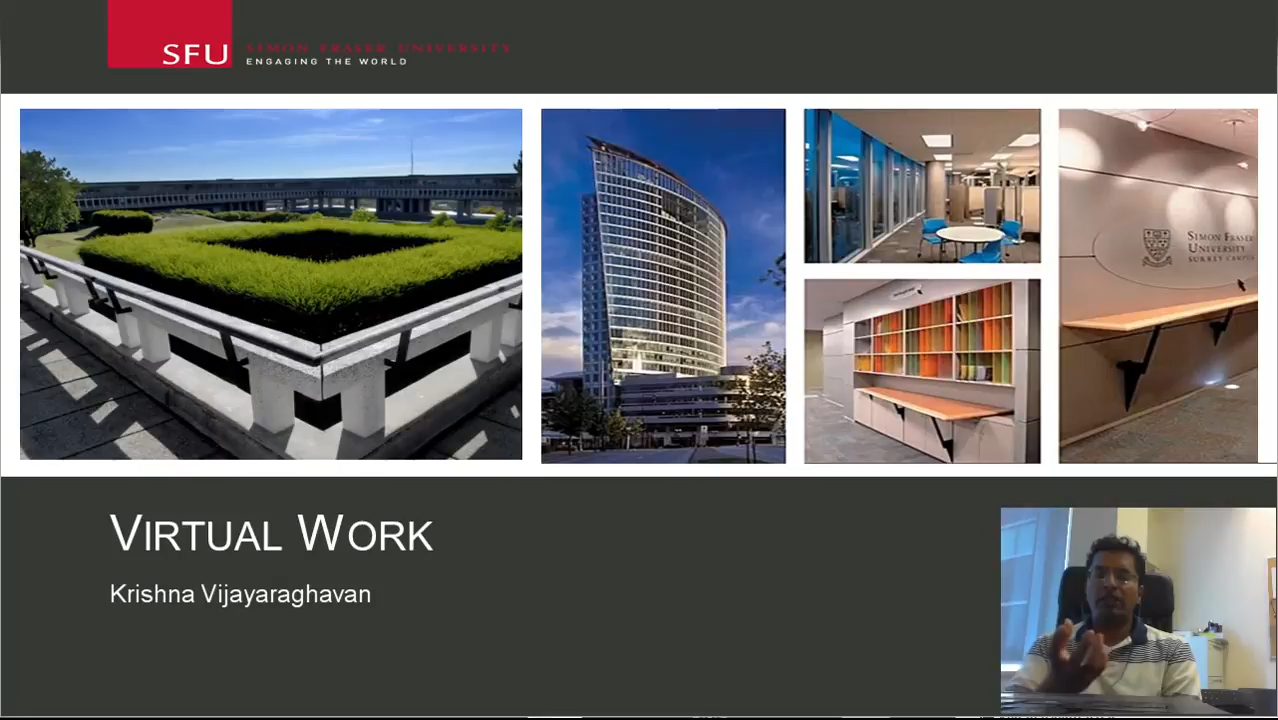 SFU
SIMON FRASER UNIVERSITY
ENGAGING THE WORLD
SIMON FRASER
UNIVERSITY
SURREY CAMPUS
VIRTUAL WORK
Krishna Vijayaraghavan